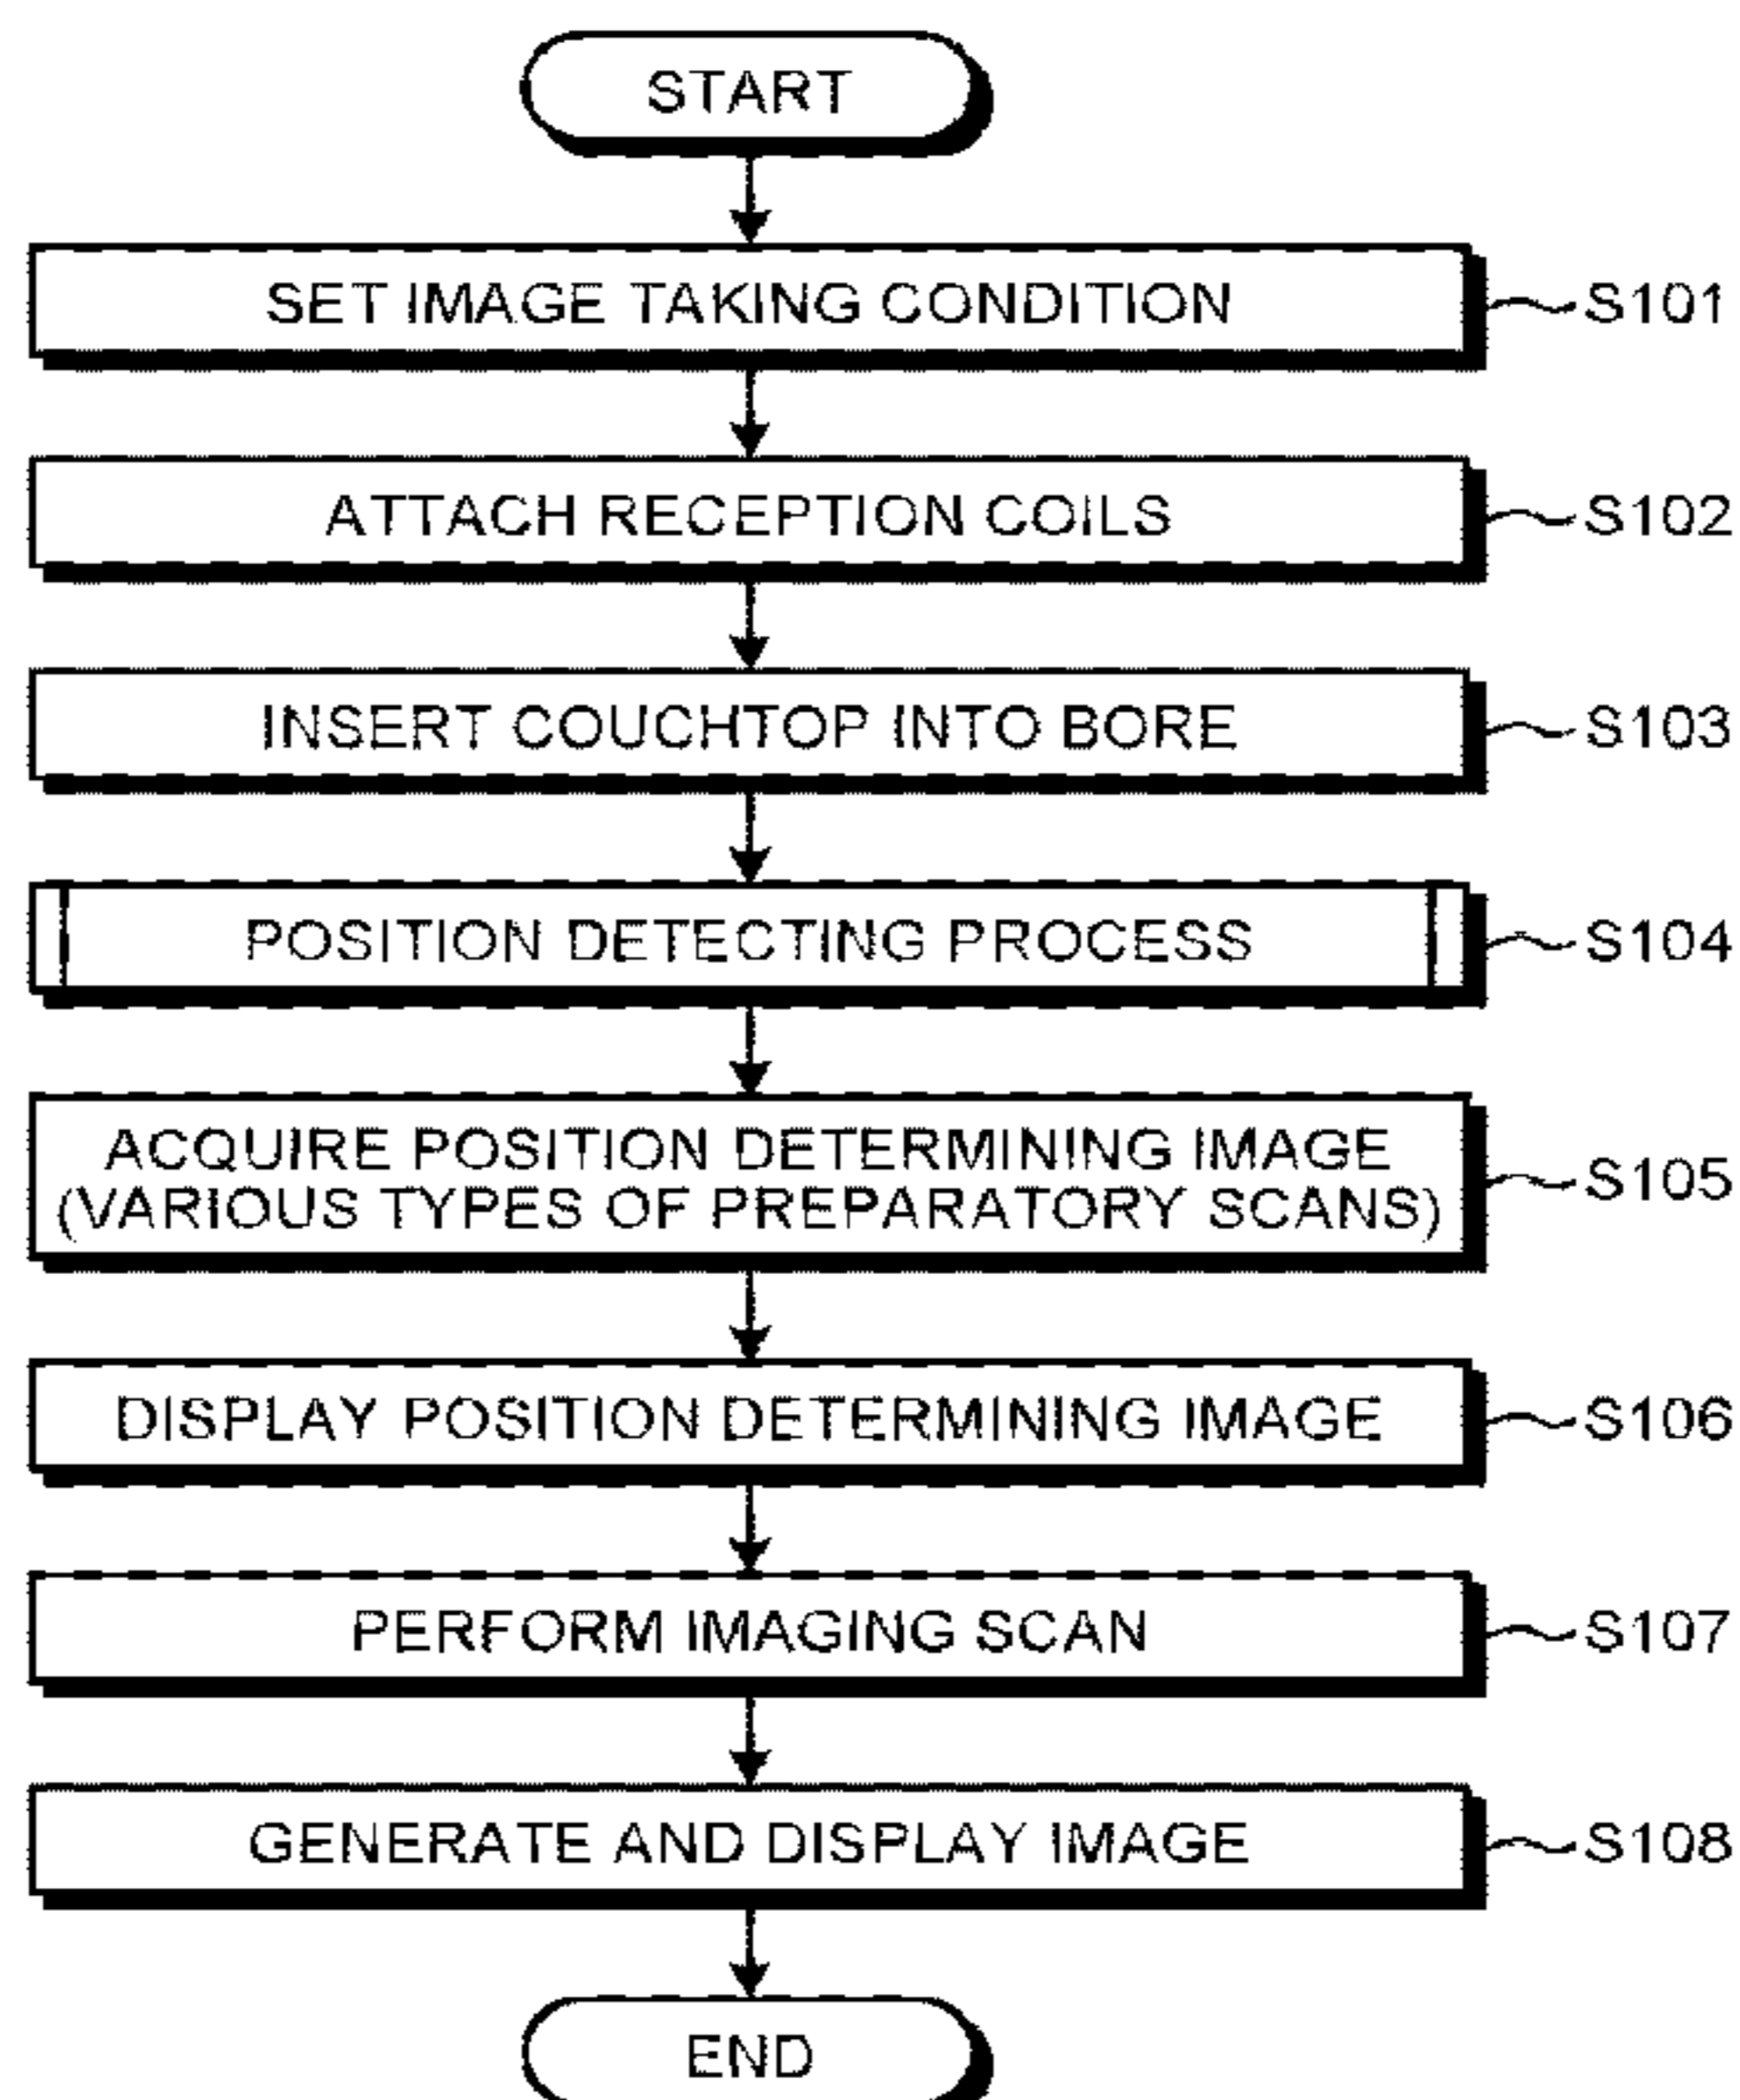 START
SET IMAGE TAKING CONDITION
S101
ATTACH RECEPTION COILS
S102
INSERT COUCHTOP INTO BORE
S103
POSITION DETECTING PROCESS
S104
ACQUIRE POSITION DETERMINING IMAGE
(VARIOUS TYPES OF PREPARATORY SCANS)
S105
DISPLAY POSITION DETERMINING IMAGE
S106
PERFORM IMAGING SCAN
S107
GENERATE AND DISPLAY IMAGE
S108
END